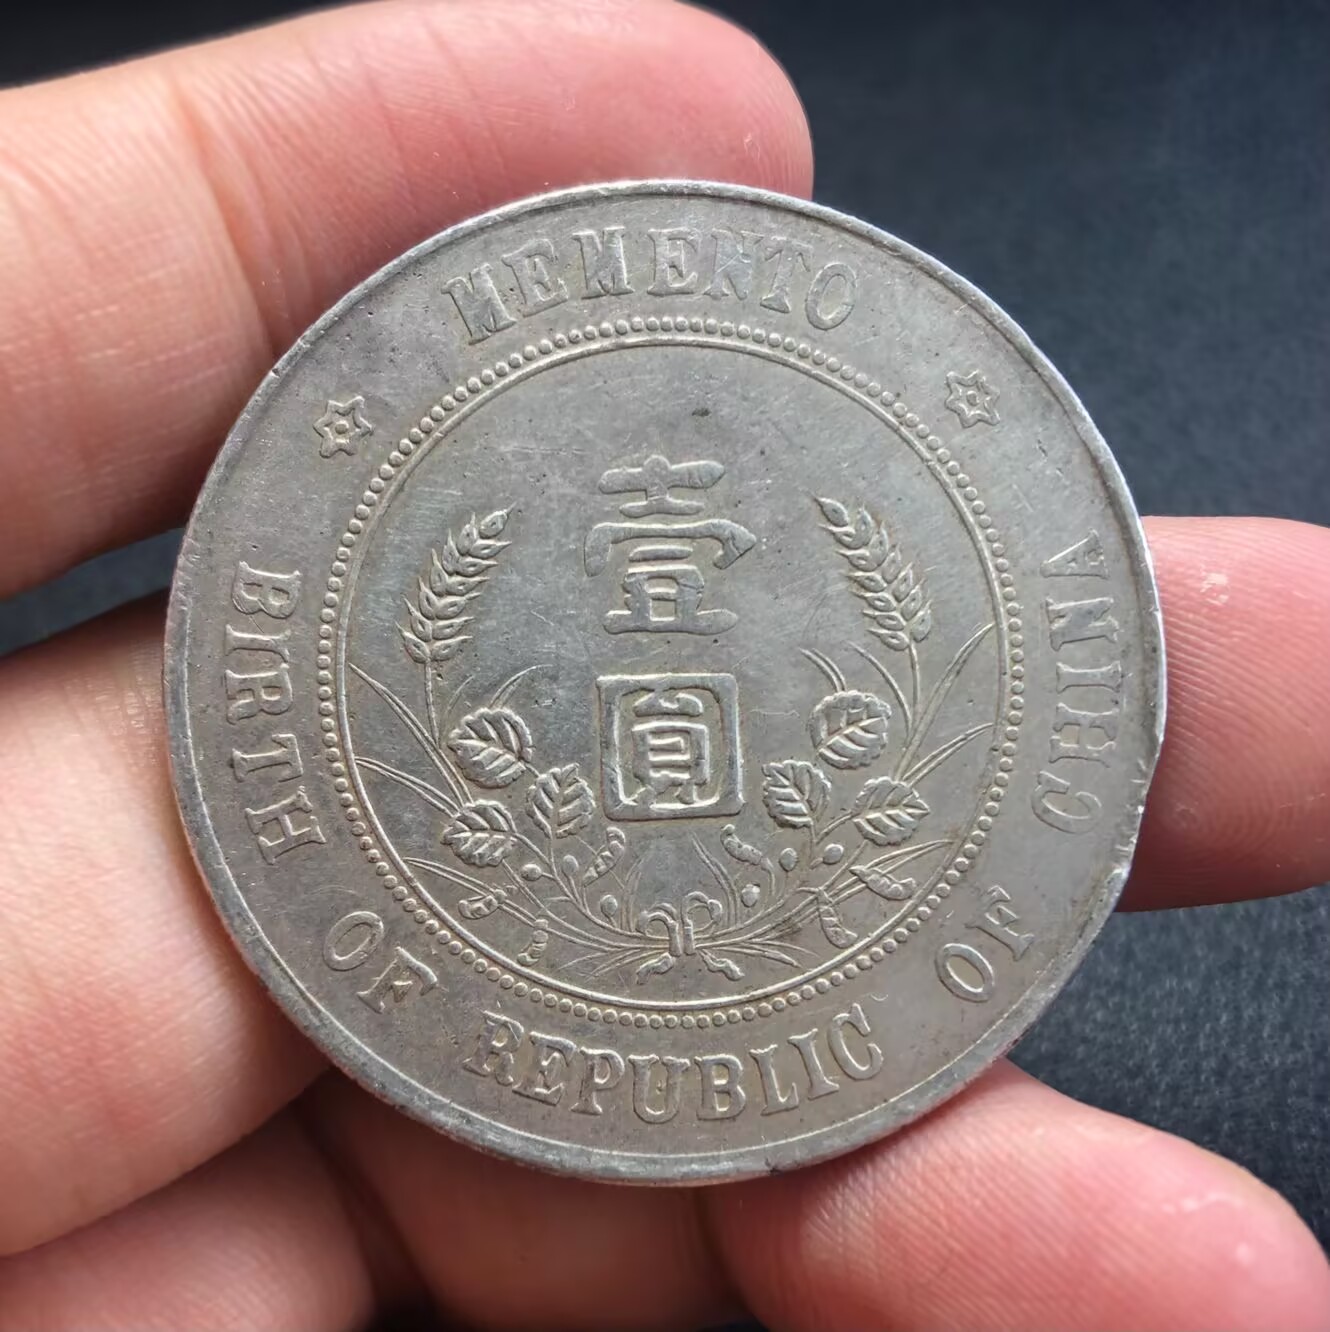 MEMENTO
壹
圓
BIRTH OF REPUBLIC OF CHINA